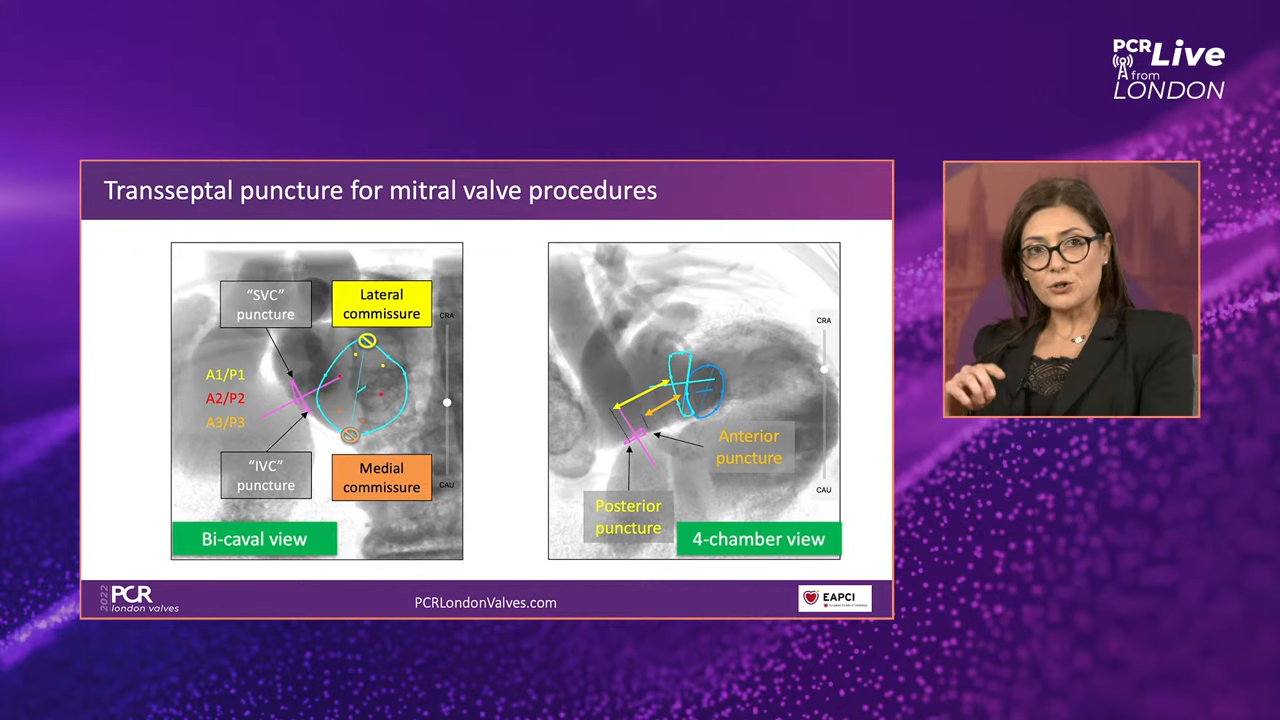 PCR
Live
from
LONDON
Transseptal puncture for mitral valve procedures
“SVC”
puncture
Lateral
commissure
CRA
A1/P1
A2/P2
A3/P3
“IVC”
puncture
Medial
commissure
CAU
Bi-caval view
CRA
Anterior
puncture
CAU
Posterior
puncture
4-chamber view
2022
PCR
london valves
PCRLondonValves.com
EAPCI